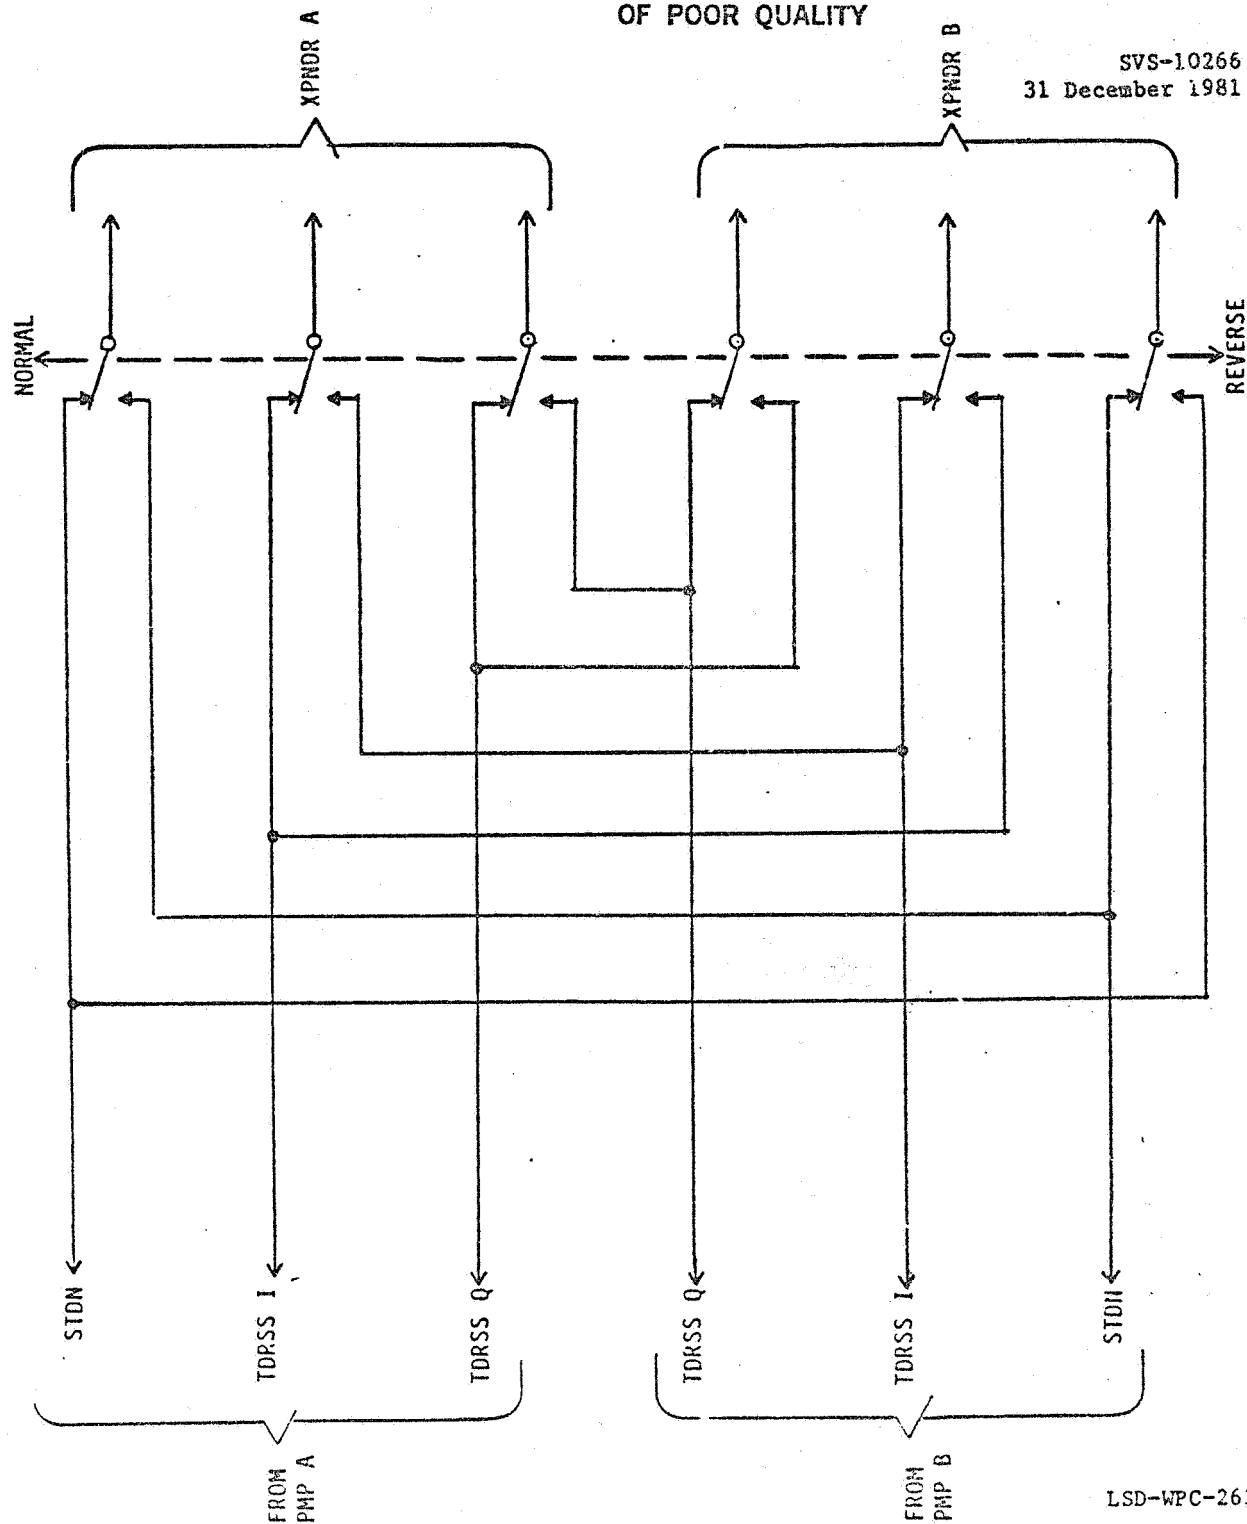 OF POOR QUALITY
SVS-10266
31 December 1981
XPNDR A
XPNDR B
NORMAL
REVERSE
STDN
TDRSS I
TDRSS Q
TDRSS Q
TDRSS I
STDN
FROM
PMP A
FROM
PMP B